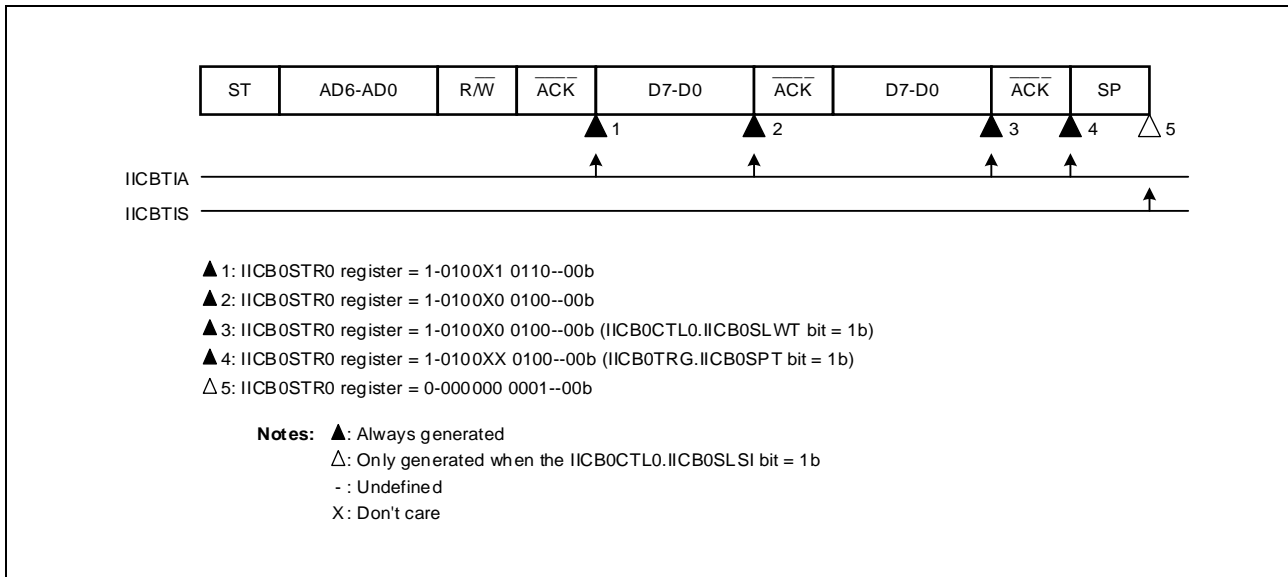 ST AD6-AD0 R/W̅ A̅C̅K̅ D7-D0 A̅C̅K̅ D7-D0 A̅C̅K̅ SP
▲ 1 ▲ 2 ▲ 3 ▲ 4 △ 5
IICBTIA
IICBTIS
▲ 1: IICB0STR0 register = 1-0100X1 0110--00b
▲ 2: IICB0STR0 register = 1-0100X0 0100--00b
▲ 3: IICB0STR0 register = 1-0100X0 0100--00b (IICB0CTL0.IICB0SLWT bit = 1b)
▲ 4: IICB0STR0 register = 1-0100XX 0100--00b (IICB0TRG.IICB0SPT bit = 1b)
△ 5: IICB0STR0 register = 0-000000 0001--00b
Notes: ▲: Always generated
△: Only generated when the IICB0CTL0.IICB0SLSI bit = 1b
- : Undefined
X: Don't care